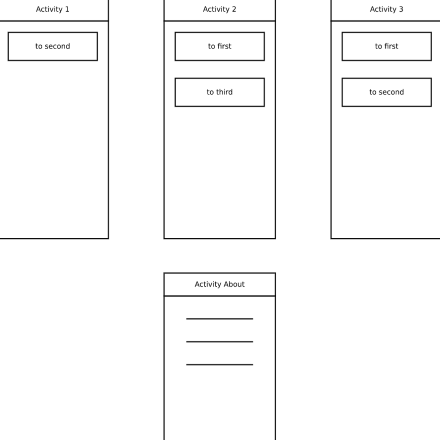 Activity 1
Activity 2
Activity 3
to second
to first
to first
to third
to second
Activity About